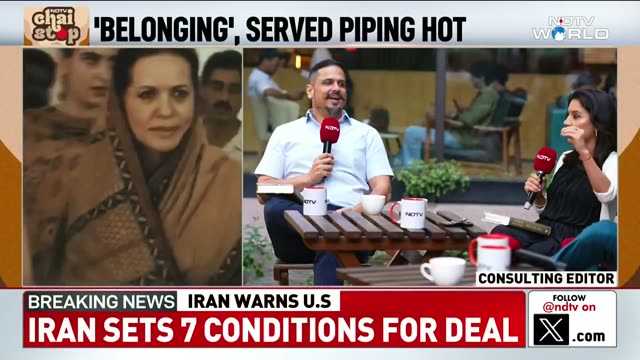 chai
stop
'BELONGING', SERVED PIPING HOT
NDTV
WORLD
NDTV
NDTV
NDTV
NDTV
CONSULTING EDITOR
BREAKING NEWS
IRAN WARNS U.S
IRAN SETS 7 CONDITIONS FOR DEAL
FOLLOW
@ndtv on
X.com